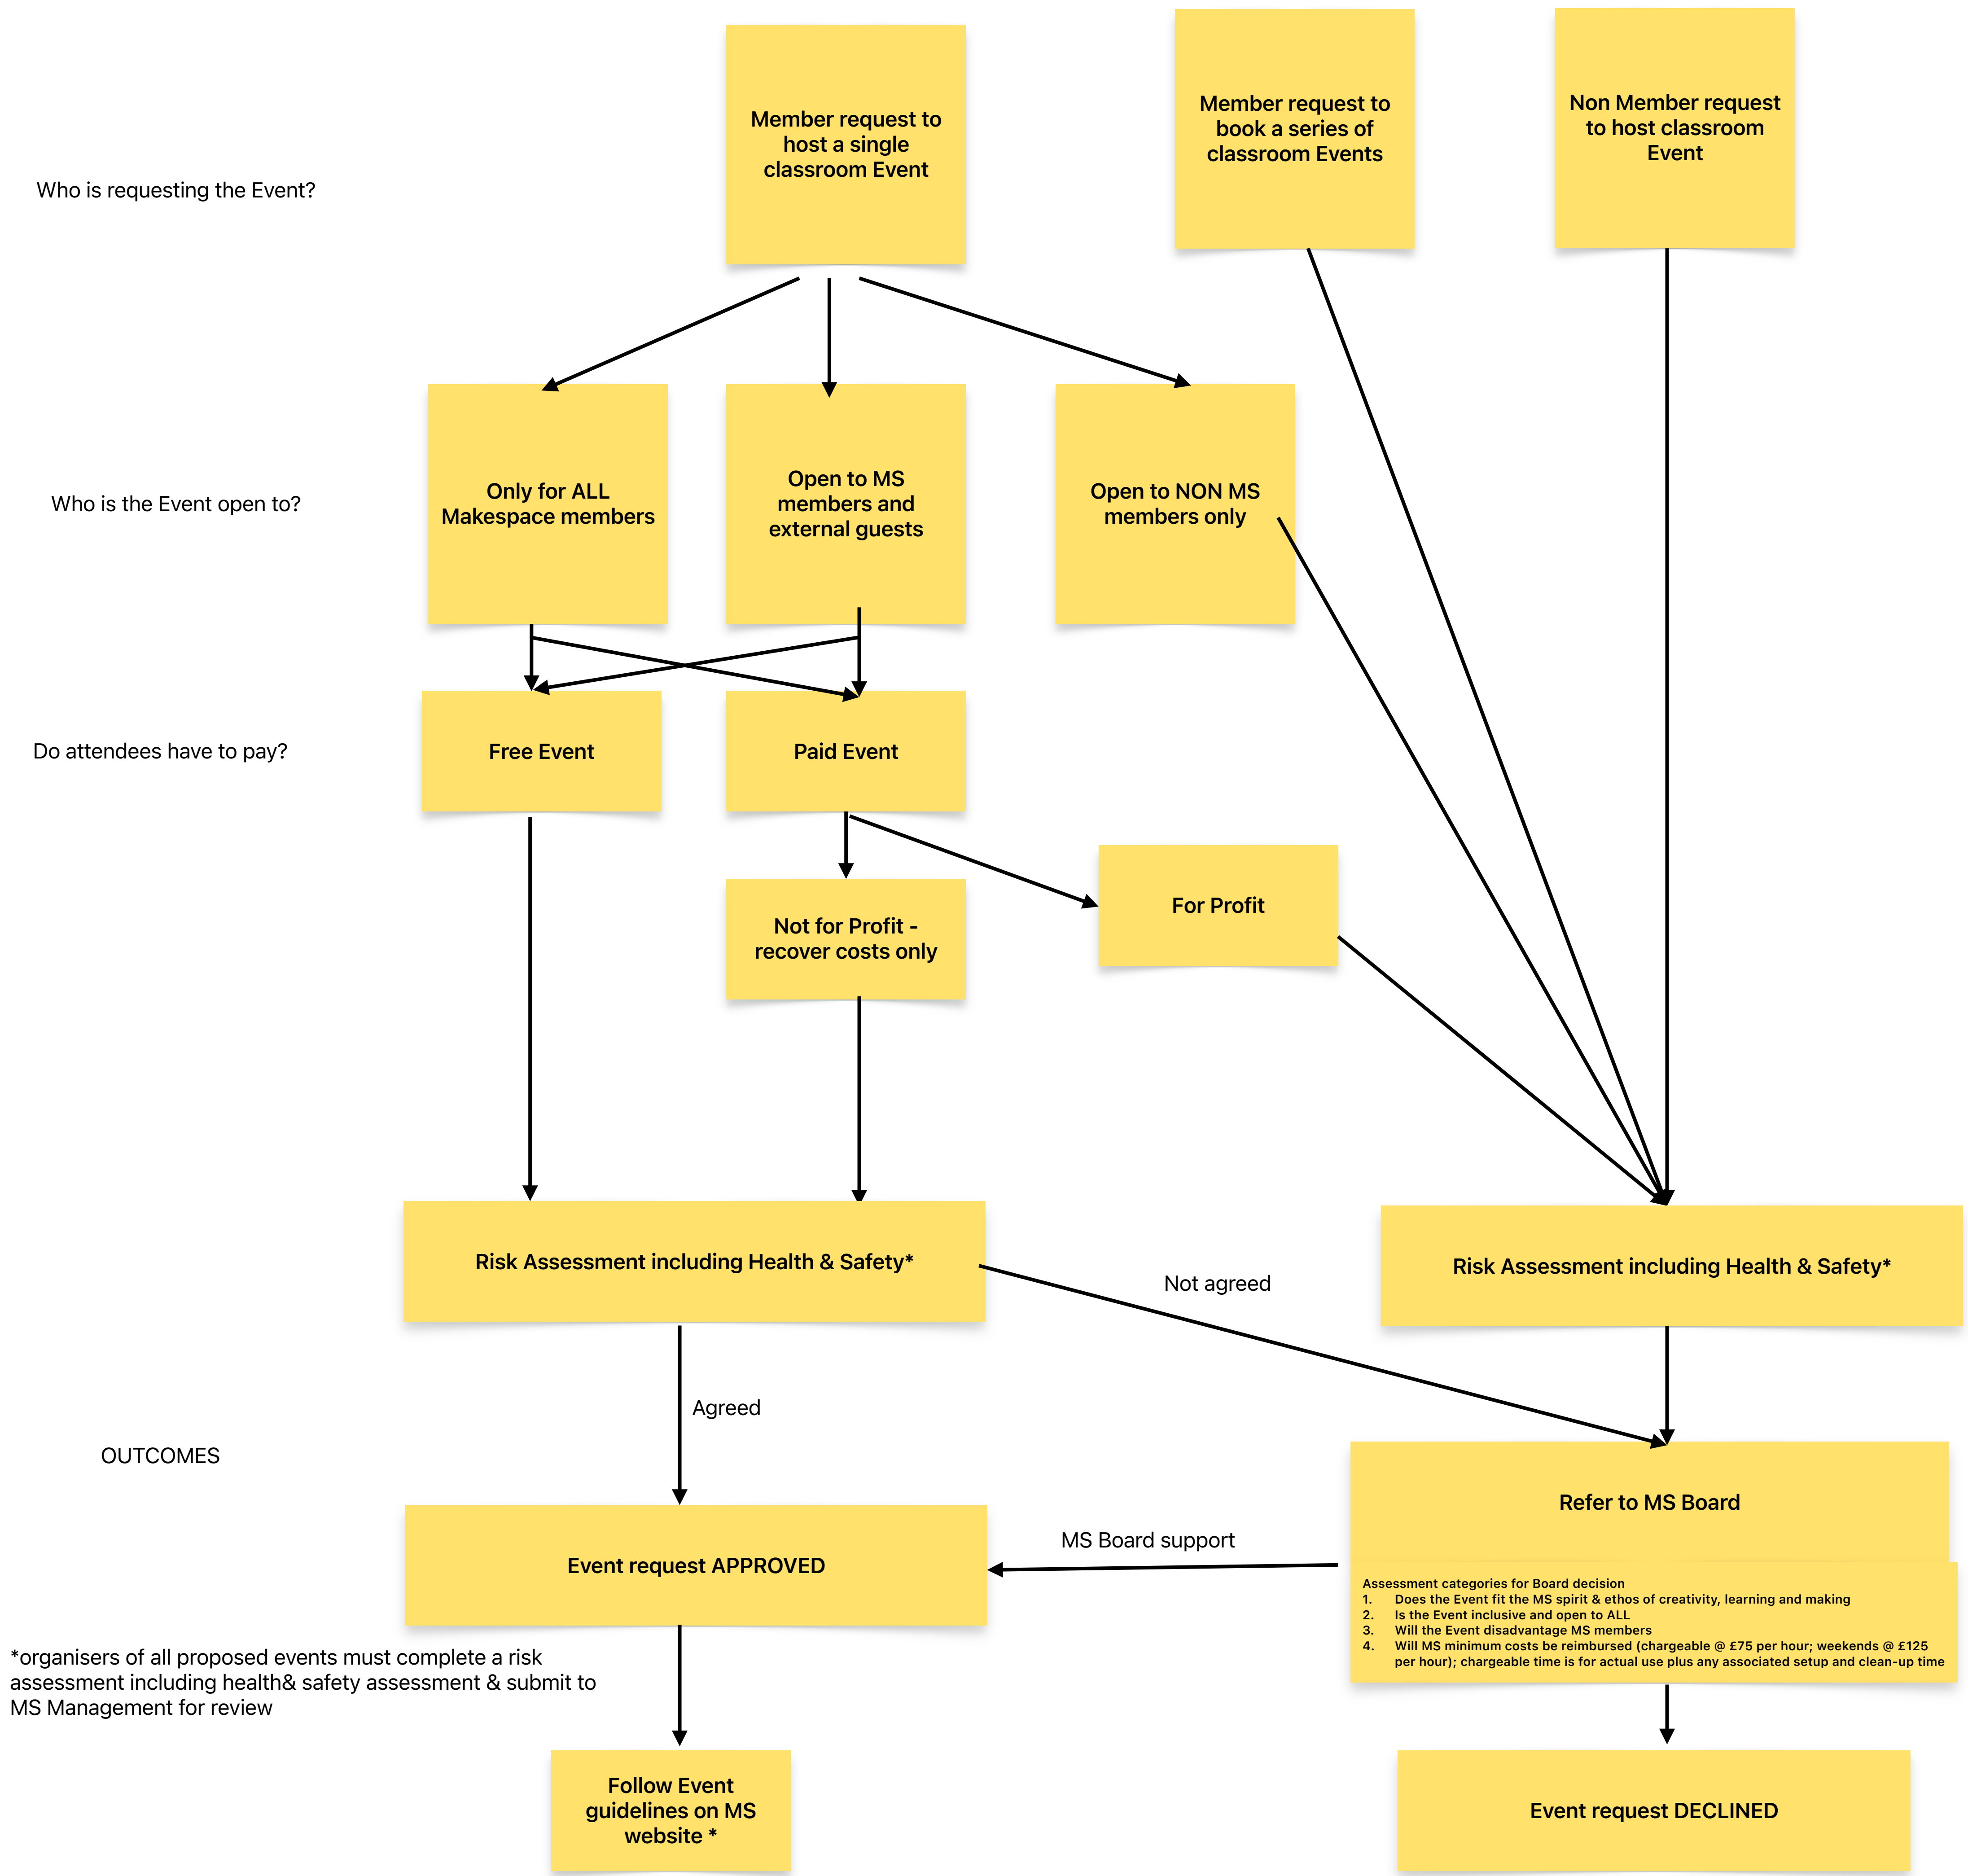 Member request to
host a single
classroom Event
Member request to
book a series of
classroom Events
Non Member request
to host classroom
Event
Who is requesting the Event?
Who is the Event open to?
Only for ALL
Makespace members
Open to MS
members and
external guests
Open to NON MS
members only
Do attendees have to pay?
Free Event
Paid Event
Not for Profit -
recover costs only
For Profit
Risk Assessment including Health & Safety*
Not agreed
Risk Assessment including Health & Safety*
Agreed
OUTCOMES
Refer to MS Board
MS Board support
Event request APPROVED
Assessment categories for Board decision
1. Does the Event fit the MS spirit & ethos of creativity, learning and making
2. Is the Event inclusive and open to ALL
3. Will the Event disadvantage MS members
4. Will MS minimum costs be reimbursed (chargeable @ £75 per hour; weekends @ £125
per hour); chargeable time is for actual use plus any associated setup and clean-up time
*organisers of all proposed events must complete a risk
assessment including health& safety assessment & submit to
MS Management for review
Follow Event
guidelines on MS
website *
Event request DECLINED